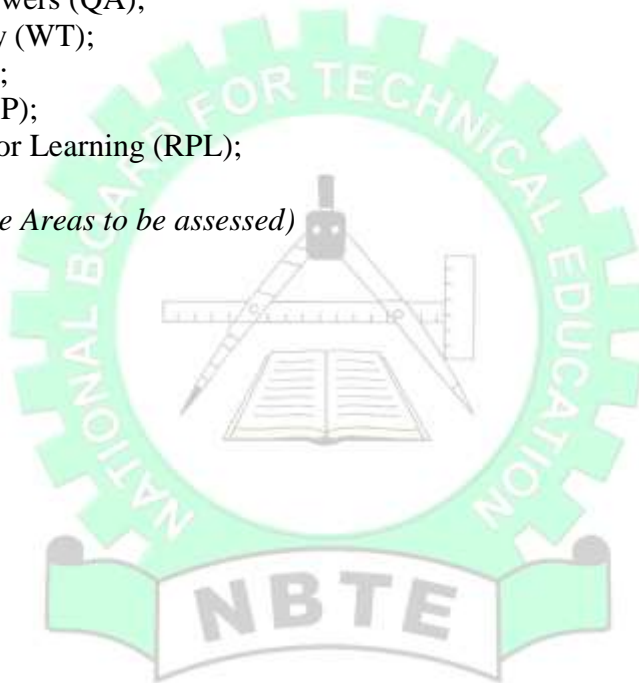 wers (QA);
y (WT);
;
P);
or Learning (RPL);
e Areas to be assessed)
NATIONAL BOARD FOR TECHNICAL EDUCATION
NBTE